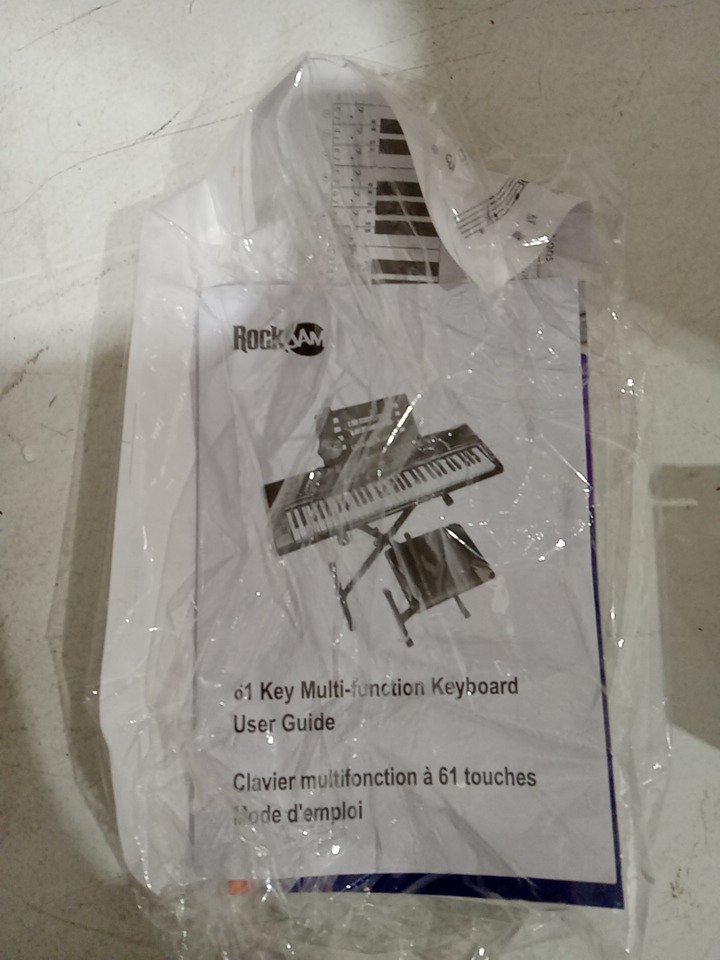 RockJAM
61 Key Multi-function Keyboard
User Guide
Clavier multifonction à 61 touches
Mode d'emploi